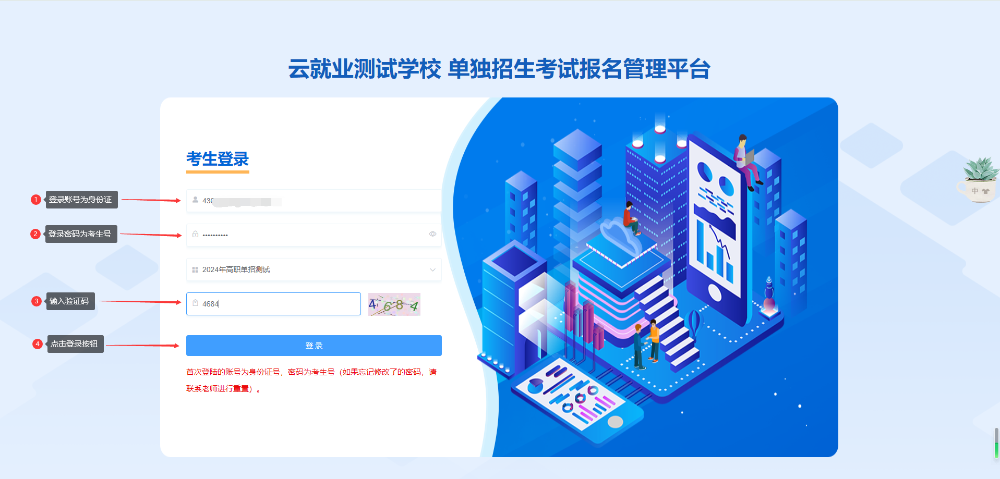 云就业测试学校 单独招生考试报名管理平台
考生登录
1 登录账号为身份证
430
2 登录密码为考生号
••••••••••
2024年高职单招测试
3 输入验证码
4684
4684
4 点击登录按钮
登 录
首次登陆的账号为身份证号，密码为考生号（如果忘记修改了的密码，请
联系老师进行重置）。
中